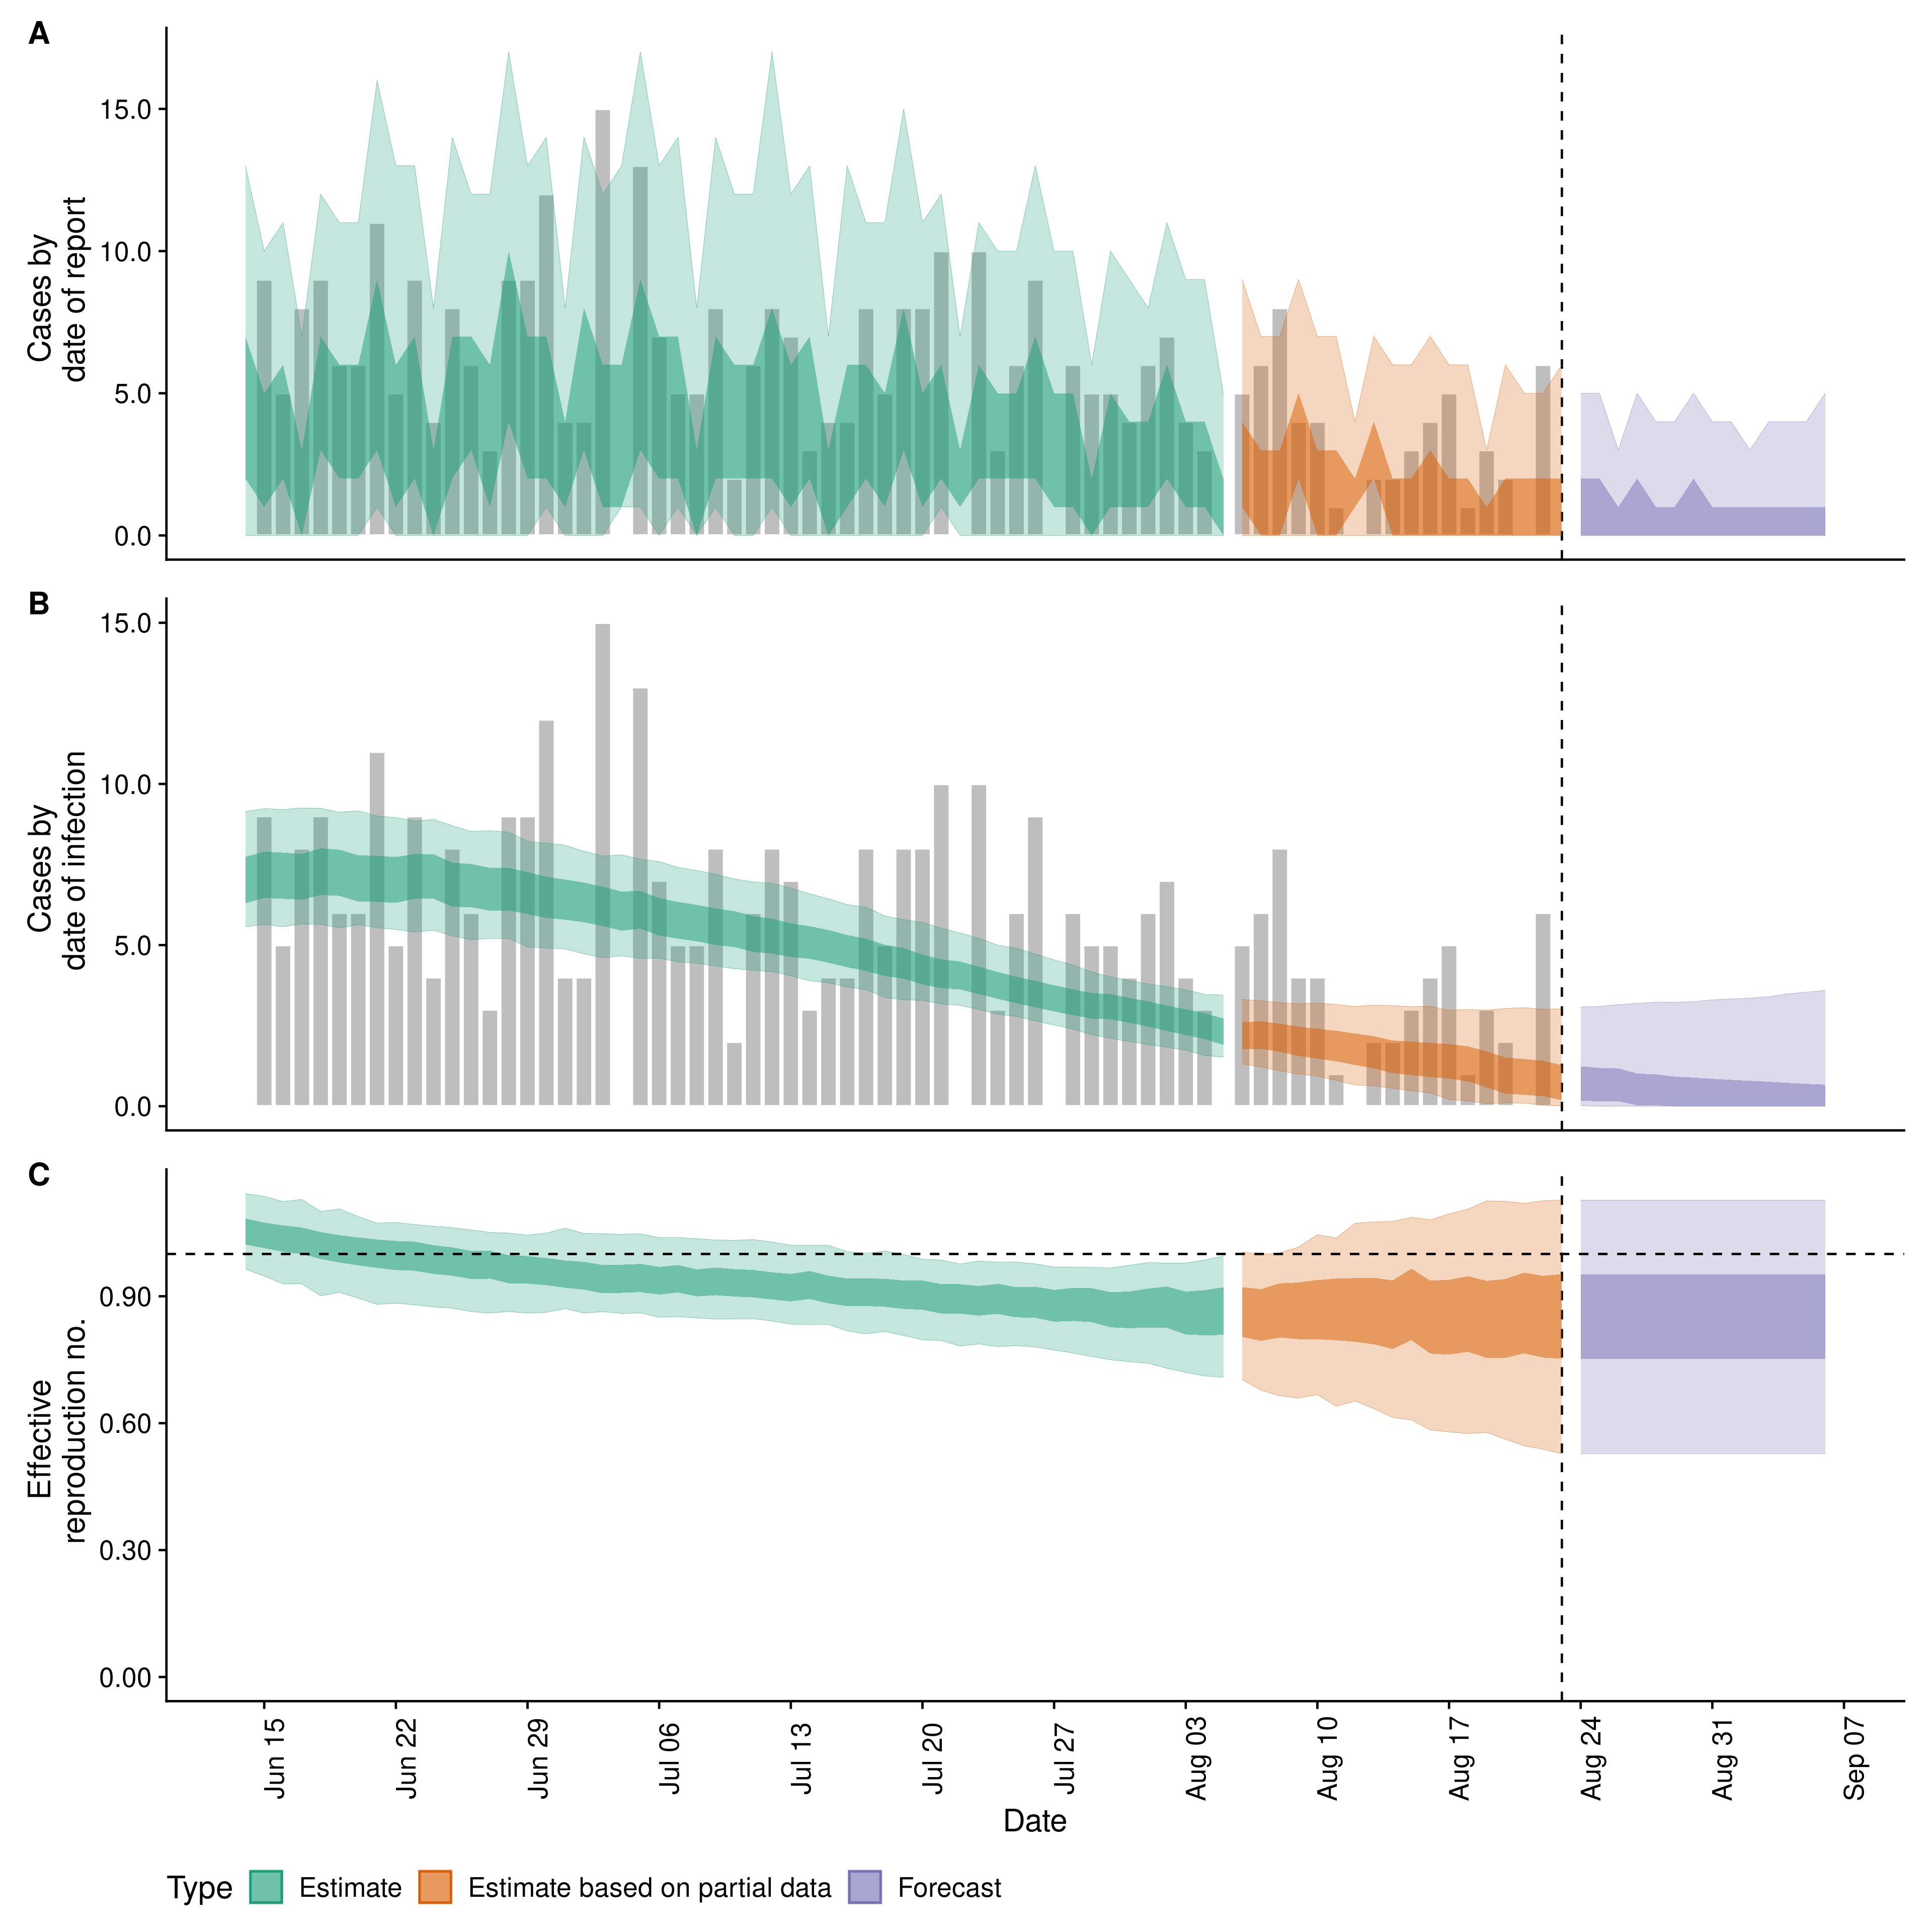 A
Cases by
date of report
15.0
10.0
5.0
0.0
B
Cases by
date of infection
15.0
10.0
5.0
0.0
C
Effective
reproduction no.
0.90
0.60
0.30
0.00
Jun 15
Jun 22
Jun 29
Jul 06
Jul 13
Jul 20
Jul 27
Aug 03
Aug 10
Aug 17
Aug 24
Aug 31
Sep 07
Date
Type Estimate Estimate based on partial data Forecast